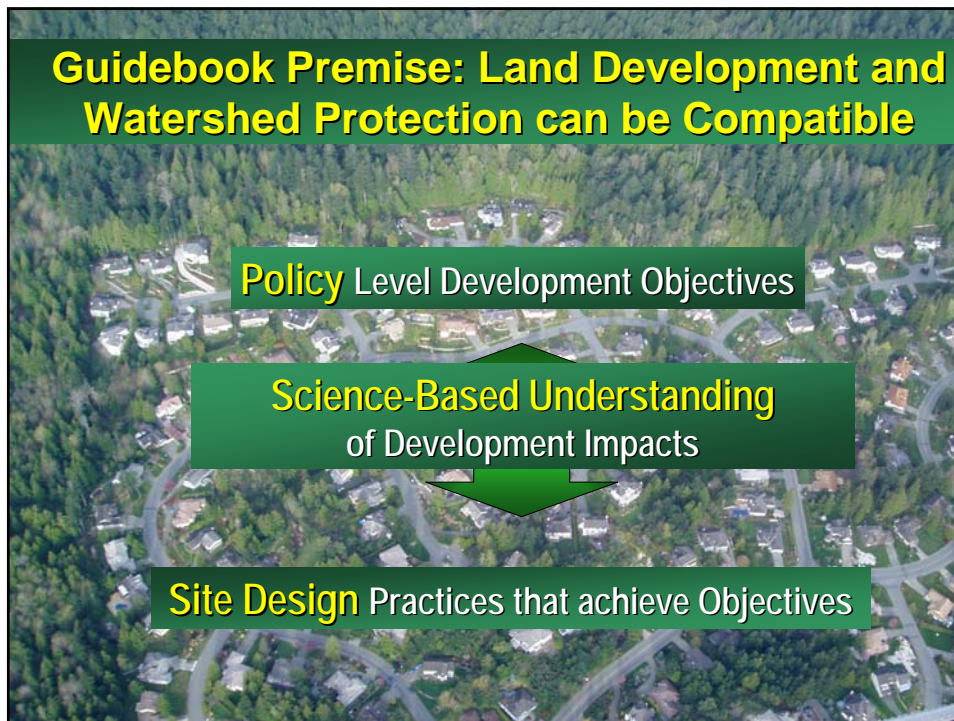 Guidebook Premise: Land Development and
Watershed Protection can be Compatible
Policy Level Development Objectives
Science-Based Understanding
of Development Impacts
Site Design Practices that achieve Objectives